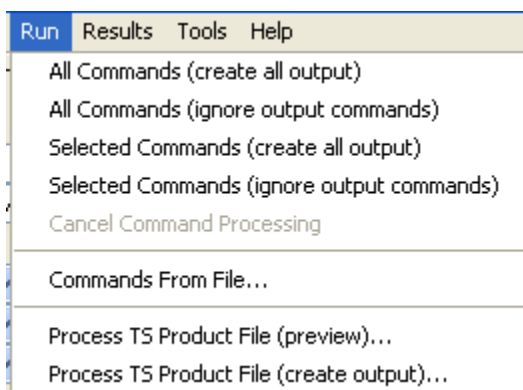 Run Results Tools Help
All Commands (create all output)
All Commands (ignore output commands)
Selected Commands (create all output)
Selected Commands (ignore output commands)
Cancel Command Processing
Commands From File...
Process TS Product File (preview)...
Process TS Product File (create output)...